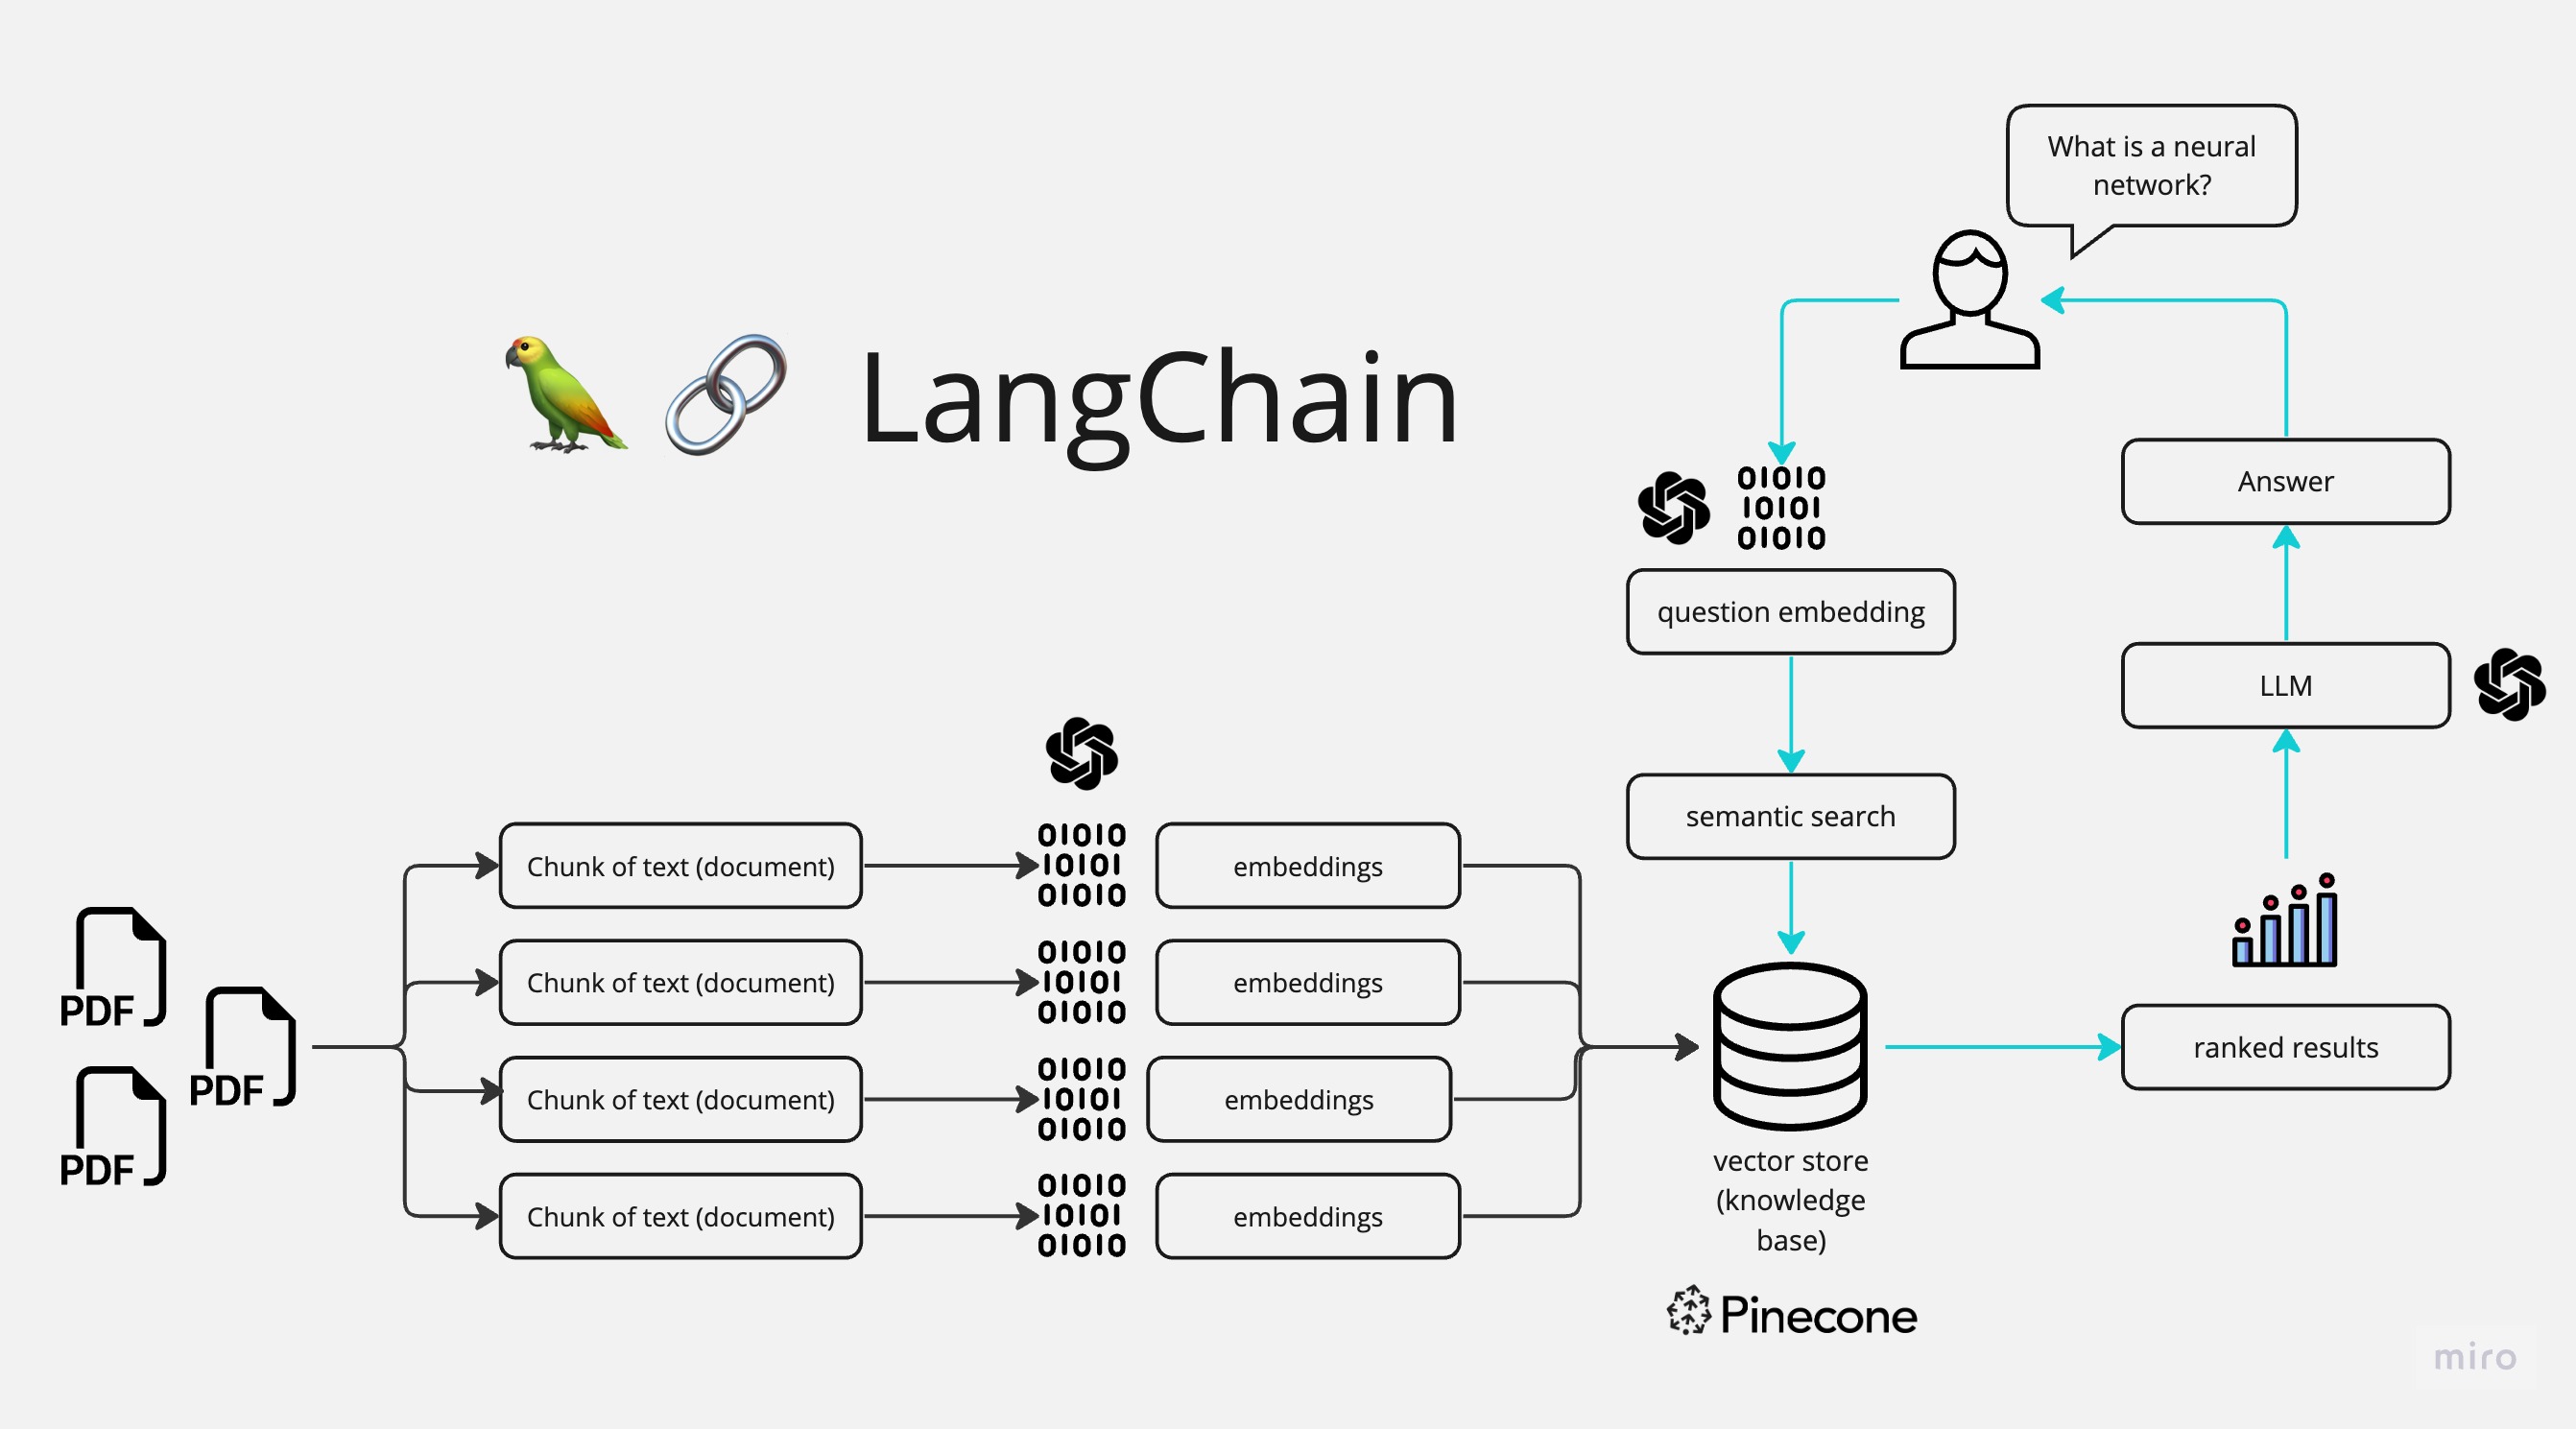 What is a neural
network?
LangChain
01010
10101
01010
question embedding
Answer
LLM
semantic search
Chunk of text (document)
01010
10101
01010
embeddings
Chunk of text (document)
01010
10101
01010
embeddings
Chunk of text (document)
01010
10101
01010
embeddings
Chunk of text (document)
01010
10101
01010
embeddings
PDF
PDF
PDF
ranked results
vector store
(knowledge
base)
Pinecone
miro